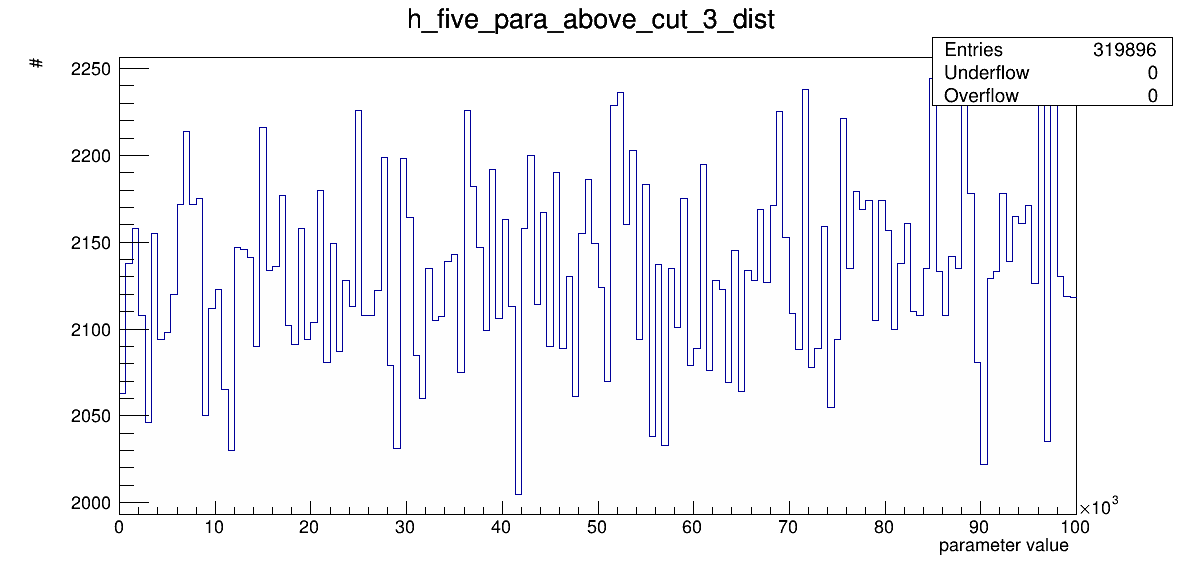 h_five_para_above_cut_3_dist
#
Entries 319896
Underflow 0
Overflow 0
2250
2200
2150
2100
2050
2000
0 10 20 30 40 50 60 70 80 90 100
×10³
parameter value